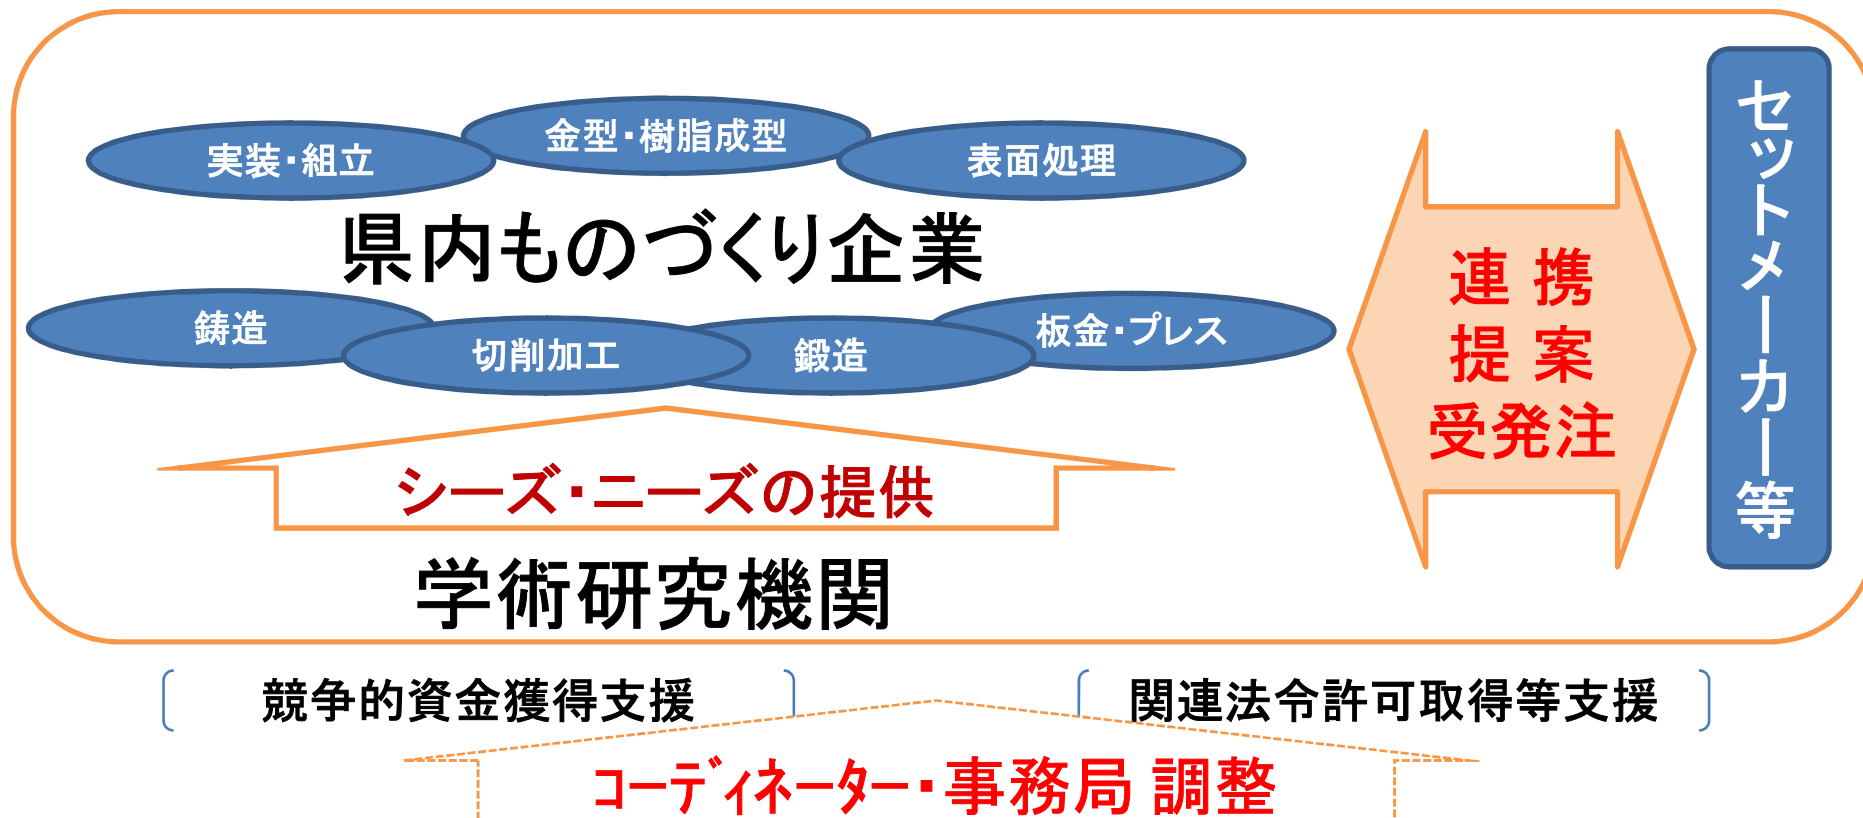 実装・組立
金型・樹脂成型
表面処理
県内ものづくり企業
鋳造
切削加工
鍛造
板金・プレス
シーズ・ニーズの提供
学術研究機関
連 携
提 案
受発注
セットメーカー等
競争的資金獲得支援
関連法令許可取得等支援
コーディネーター・事務局 調整